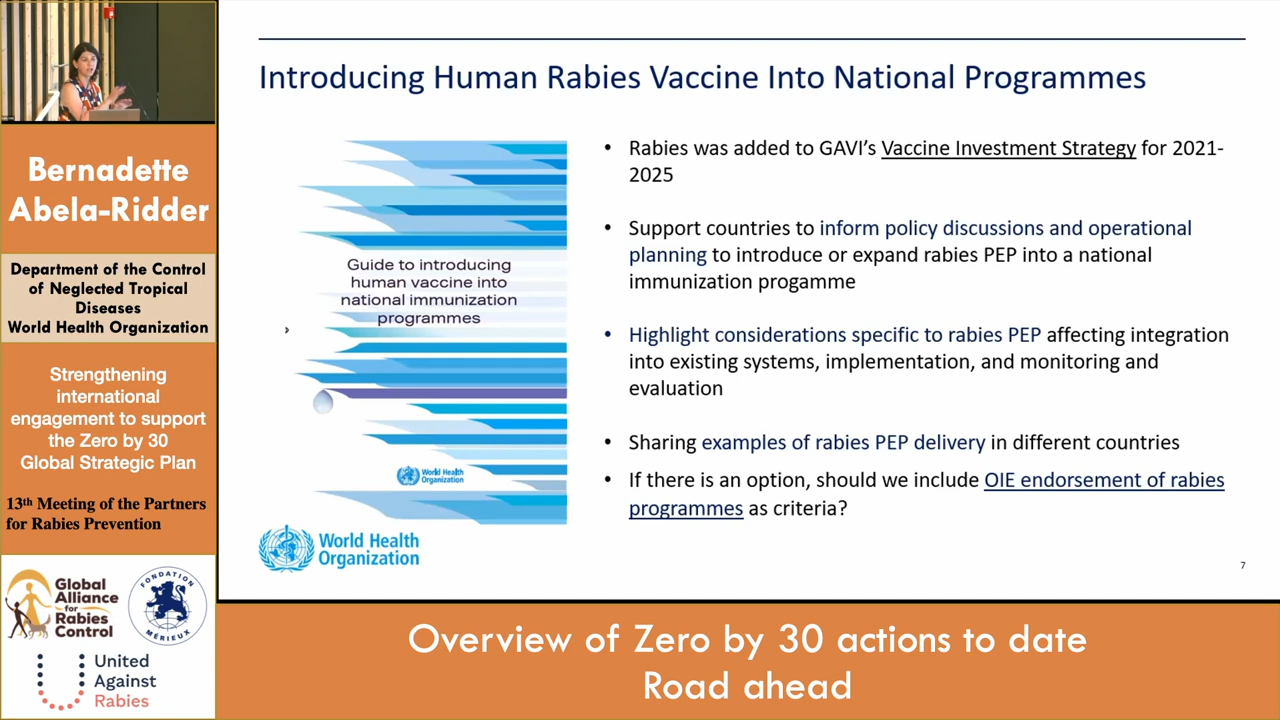 Bernadette
Abela-Ridder
Department of the Control
of Neglected Tropical
Diseases
World Health Organization
Strengthening
international
engagement to support
the Zero by 30
Global Strategic Plan
13th Meeting of the Partners
for Rabies Prevention
Global
Alliance
for
Rabies
Control
FONDATION
MÉRIEUX
United
Against
Rabies
Introducing Human Rabies Vaccine Into National Programmes
Guide to introducing
human vaccine into
national immunization
programmes
World Health
Organization
World Health
Organization
• Rabies was added to GAVI’s Vaccine Investment Strategy for 2021-
2025
• Support countries to inform policy discussions and operational
planning to introduce or expand rabies PEP into a national
immunization progamme
• Highlight considerations specific to rabies PEP affecting integration
into existing systems, implementation, and monitoring and
evaluation
• Sharing examples of rabies PEP delivery in different countries
• If there is an option, should we include OIE endorsement of rabies
programmes as criteria?
7
Overview of Zero by 30 actions to date
Road ahead